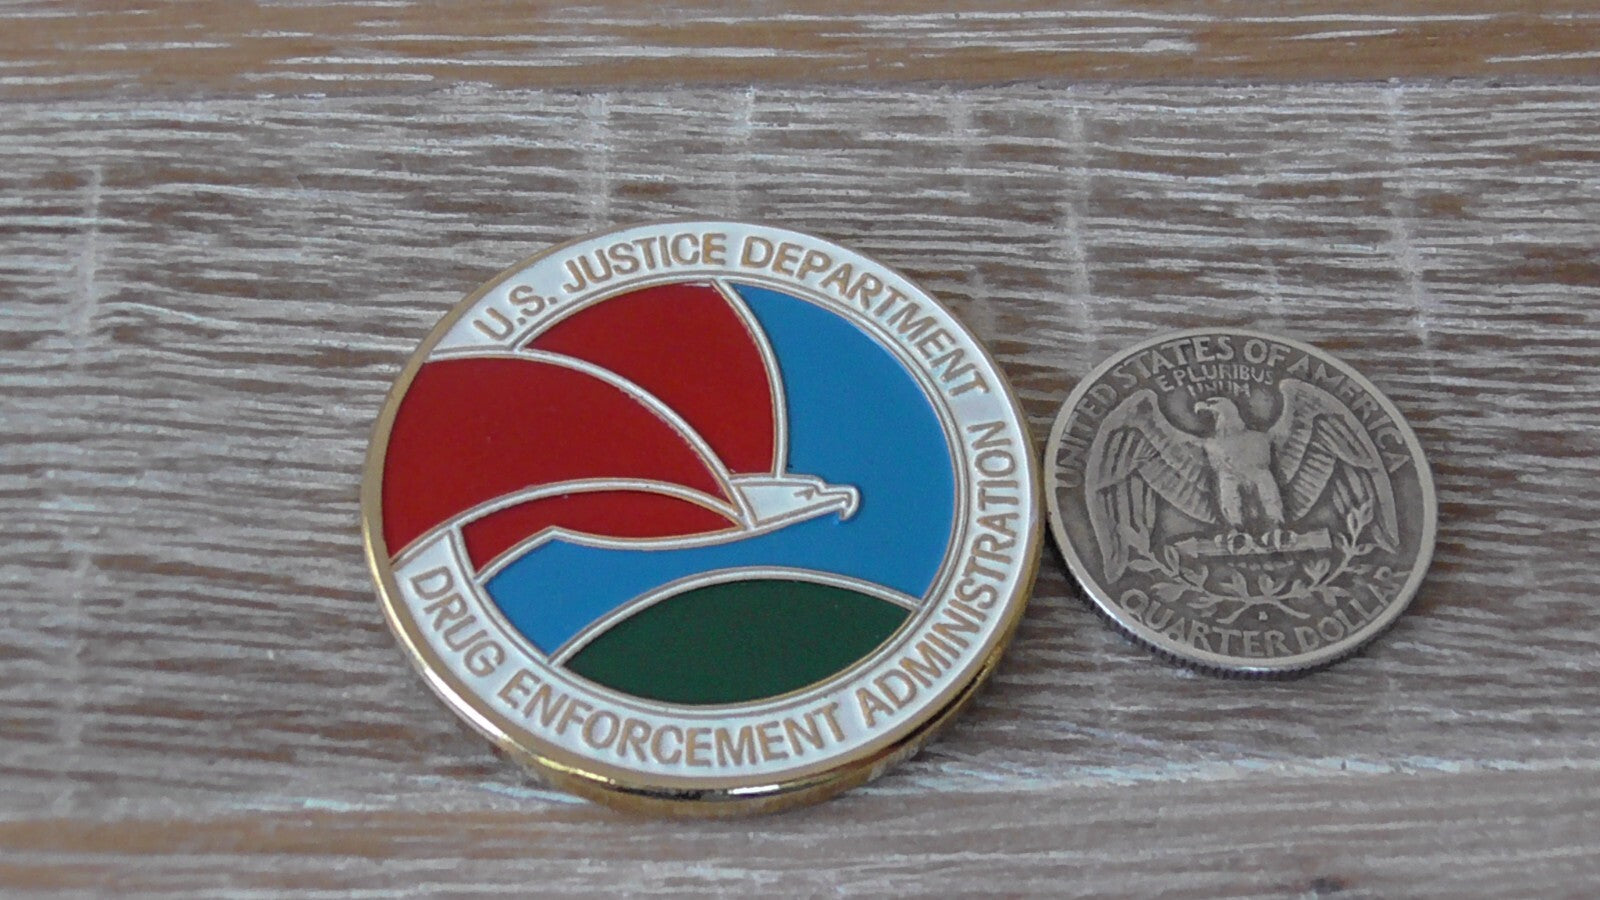 U.S. JUSTICE DEPARTMENT
DRUG ENFORCEMENT ADMINISTRATION
UNITED STATES OF AMERICA
E PLURIBUS
UNUM
QUARTER DOLLAR